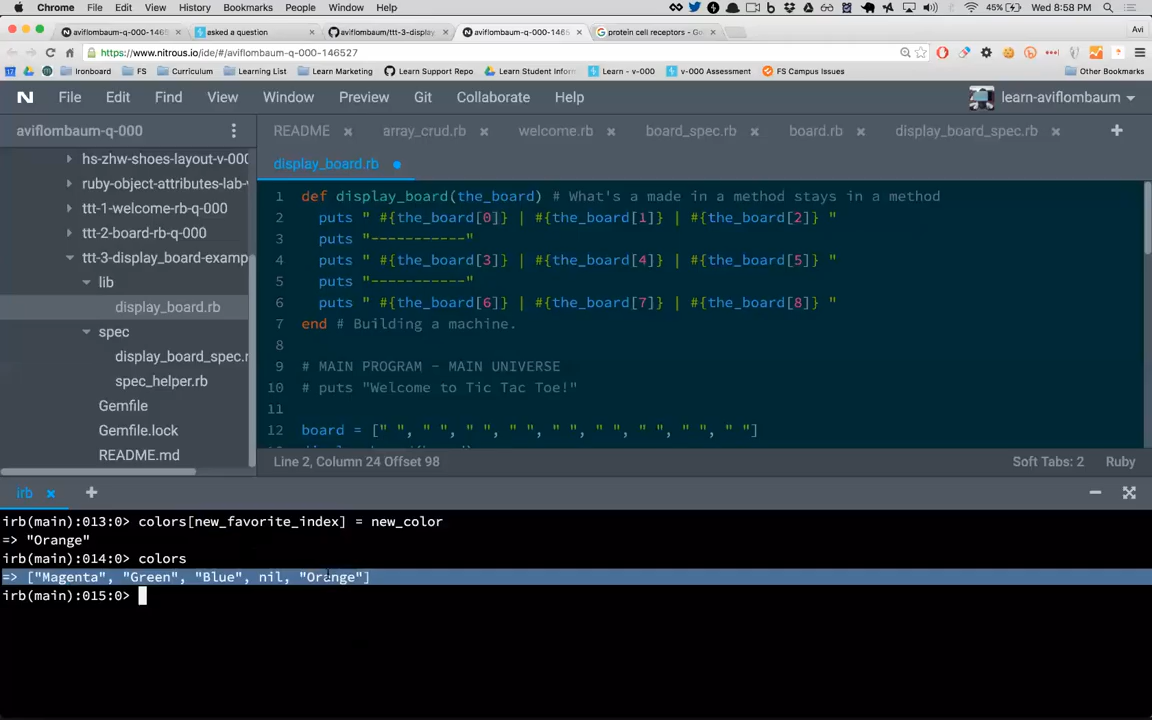 Chrome File Edit View History Bookmarks People Window Help 45% Wed 8:58 PM
aviflombaum-q-000-1465 asked a question aviflombaum/ttt-3-display aviflombaum-q-000-1465 protein cell receptors - Go Avi
https://www.nitrous.io/ide/#/aviflombaum-q-000-146527
17 Ironboard FS Curriculum Learning List Learn Marketing Learn Support Repo Learn Student Infor Learn - v-000 v-000 Assessment FS Campus Issues Other Bookmarks
N File Edit Find View Window Preview Git Collaborate Help learn-aviflombaum
aviflombaum-q-000
README array_crud.rb welcome.rb board_spec.rb board.rb display_board_spec.rb
display_board.rb
hs-zhw-shoes-layout-v-000
ruby-object-attributes-lab-
ttt-1-welcome-rb-q-000
ttt-2-board-rb-q-000
ttt-3-display_board-examp
lib
display_board.rb
spec
display_board_spec.r
spec_helper.rb
Gemfile
Gemfile.lock
README.md
1 def display_board(the_board) # What's a made in a method stays in a method
2 puts " #{the_board[0]} | #{the_board[1]} | #{the_board[2]} "
3 puts "-----------"
4 puts " #{the_board[3]} | #{the_board[4]} | #{the_board[5]} "
5 puts "-----------"
6 puts " #{the_board[6]} | #{the_board[7]} | #{the_board[8]} "
7 end # Building a machine.
8
9 # MAIN PROGRAM - MAIN UNIVERSE
10 # puts "Welcome to Tic Tac Toe!"
11
12 board = [" ", " ", " ", " ", " ", " ", " ", " ", " "]
Line 2, Column 24 Offset 98 Soft Tabs: 2 Ruby
irb
irb(main):013:0> colors[new_favorite_index] = new_color
=> "Orange"
irb(main):014:0> colors
=> ["Magenta", "Green", "Blue", nil, "Orange"]
irb(main):015:0>